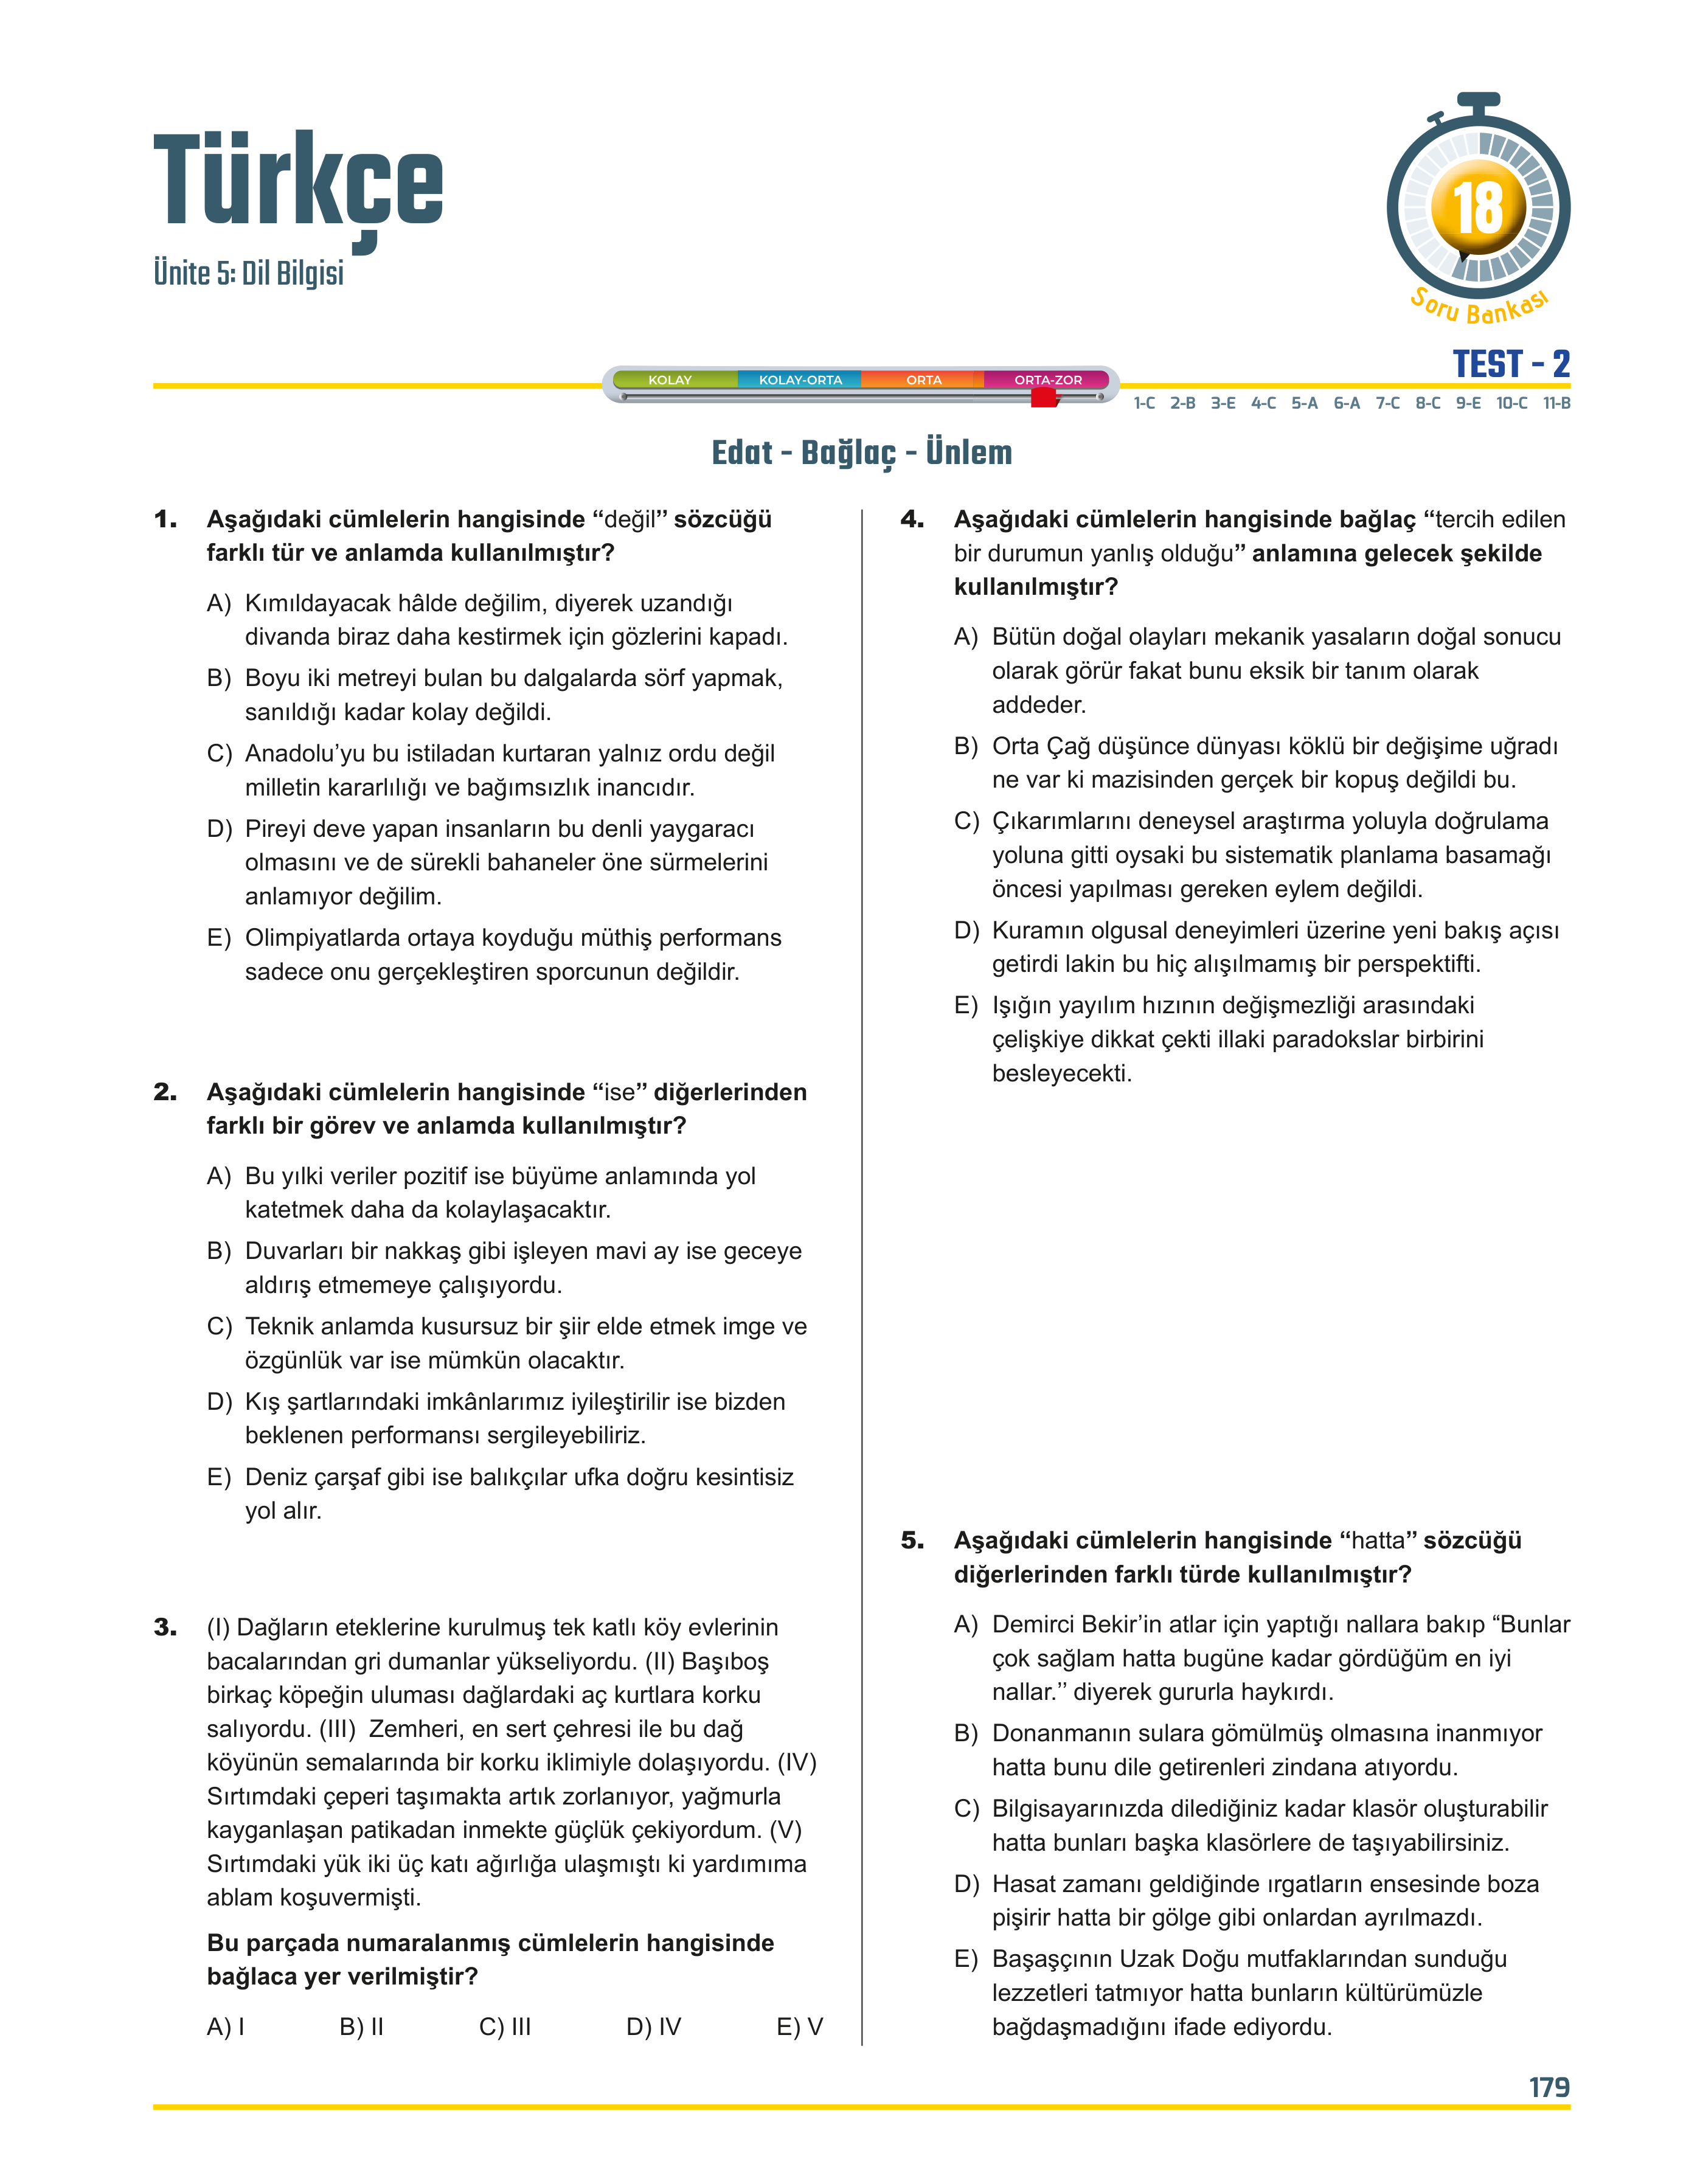 Türkçe
Ünite 5: Dil Bilgisi
18
Soru Bankası
TEST - 2
KOLAY KOLAY-ORTA ORTA ORTA-ZOR
1-C 2-B 3-E 4-C 5-A 6-A 7-C 8-C 9-E 10-C 11-B
Edat - Bağlaç - Ünlem
1. Aşağıdaki cümlelerin hangisinde “değil” sözcüğü
farklı tür ve anlamda kullanılmıştır?
A) Kımıldayacak hâlde değilim, diyerek uzandığı
divanda biraz daha kestirmek için gözlerini kapadı.
B) Boyu iki metreyi bulan bu dalgalarda sörf yapmak,
sanıldığı kadar kolay değildi.
C) Anadolu’yu bu istiladan kurtaran yalnız ordu değil
milletin kararlılığı ve bağımsızlık inancıdır.
D) Pireyi deve yapan insanların bu denli yaygaracı
olmasını ve de sürekli bahaneler öne sürmelerini
anlamıyor değilim.
E) Olimpiyatlarda ortaya koyduğu müthiş performans
sadece onu gerçekleştiren sporcunun değildir.
2. Aşağıdaki cümlelerin hangisinde “ise” diğerlerinden
farklı bir görev ve anlamda kullanılmıştır?
A) Bu yılki veriler pozitif ise büyüme anlamında yol
katetmek daha da kolaylaşacaktır.
B) Duvarları bir nakkaş gibi işleyen mavi ay ise geceye
aldırış etmemeye çalışıyordu.
C) Teknik anlamda kusursuz bir şiir elde etmek imge ve
özgünlük var ise mümkün olacaktır.
D) Kış şartlarındaki imkânlarımız iyileştirilir ise bizden
beklenen performansı sergileyebiliriz.
E) Deniz çarşaf gibi ise balıkçılar ufka doğru kesintisiz
yol alır.
3. (I) Dağların eteklerine kurulmuş tek katlı köy evlerinin
bacalarından gri dumanlar yükseliyordu. (II) Başıboş
birkaç köpeğin uluması dağlardaki aç kurtlara korku
salıyordu. (III) Zemheri, en sert çehresi ile bu dağ
köyünün semalarında bir korku iklimiyle dolaşıyordu. (IV)
Sırtımdaki çeperi taşımakta artık zorlanıyor, yağmurla
kayganlaşan patikadan inmekte güçlük çekiyordum. (V)
Sırtımdaki yük iki üç katı ağırlığa ulaşmıştı ki yardımıma
ablam koşuvermişti.
Bu parçada numaralanmış cümlelerin hangisinde
bağlaca yer verilmiştir?
A) I B) II C) III D) IV E) V
4. Aşağıdaki cümlelerin hangisinde bağlaç “tercih edilen
bir durumun yanlış olduğu” anlamına gelecek şekilde
kullanılmıştır?
A) Bütün doğal olayları mekanik yasaların doğal sonucu
olarak görür fakat bunu eksik bir tanım olarak
addeder.
B) Orta Çağ düşünce dünyası köklü bir değişime uğradı
ne var ki mazisinden gerçek bir kopuş değildi bu.
C) Çıkarımlarını deneysel araştırma yoluyla doğrulama
yoluna gitti oysaki bu sistematik planlama basamağı
öncesi yapılması gereken eylem değildi.
D) Kuramın olgusal deneyimleri üzerine yeni bakış açısı
getirdi lakin bu hiç alışılmamış bir perspektifti.
E) Işığın yayılım hızının değişmezliği arasındaki
çelişkiye dikkat çekti illaki paradokslar birbirini
besleyecekti.
5. Aşağıdaki cümlelerin hangisinde “hatta” sözcüğü
diğerlerinden farklı türde kullanılmıştır?
A) Demirci Bekir’in atlar için yaptığı nallara bakıp “Bunlar
çok sağlam hatta bugüne kadar gördüğüm en iyi
nallar.’’ diyerek gururla haykırdı.
B) Donanmanın sulara gömülmüş olmasına inanmıyor
hatta bunu dile getirenleri zindana atıyordu.
C) Bilgisayarınızda dilediğiniz kadar klasör oluşturabilir
hatta bunları başka klasörlere de taşıyabilirsiniz.
D) Hasat zamanı geldiğinde ırgatların ensesinde boza
pişirir hatta bir gölge gibi onlardan ayrılmazdı.
E) Başaşçının Uzak Doğu mutfaklarından sunduğu
lezzetleri tatmıyor hatta bunların kültürümüzle
bağdaşmadığını ifade ediyordu.
179